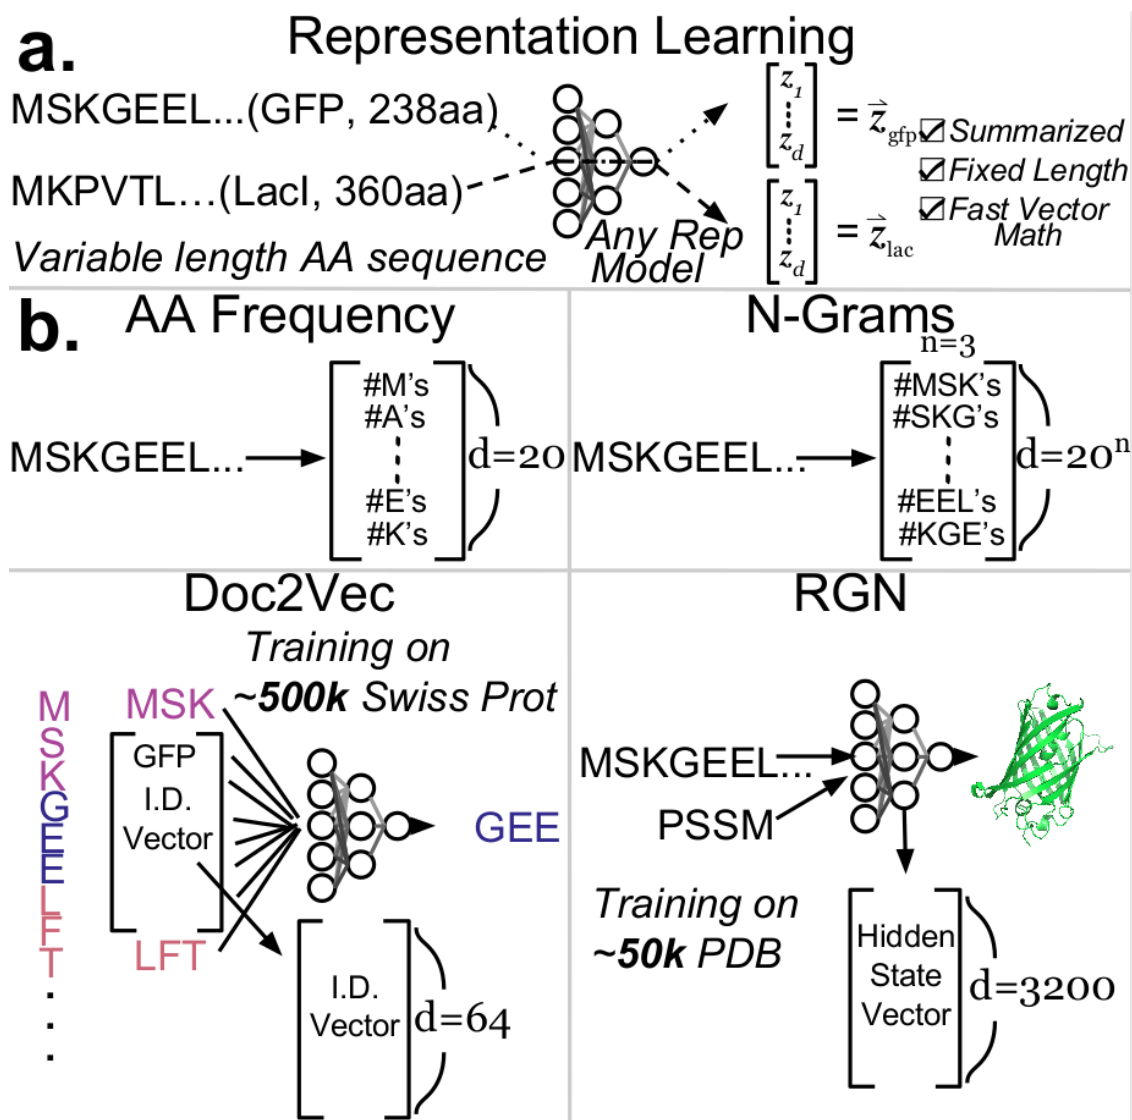 a.
Representation Learning
MSKGEEL...(GFP, 238aa)
MKPVTL...(LacI, 360aa)
Variable length AA sequence
Any Rep
Model
z1
zd
= z gfp
z1
zd
= z lac
☑ Summarized
☑ Fixed Length
☑ Fast Vector
Math
b.
AA Frequency
MSKGEEL...
#M's
#A's
#E's
#K's
d=20
N-Grams
n=3
MSKGEEL...
#MSK's
#SKG's
#EEL's
#KGE's
d=20ⁿ
Doc2Vec
Training on
~500k Swiss Prot
M
S
K
G
E
E
L
F
T
.
.
.
MSK
GFP
I.D.
Vector
LFT
GEE
I.D.
Vector
d=64
RGN
MSKGEEL...
PSSM
Training on
~50k PDB
Hidden
State
Vector
d=3200